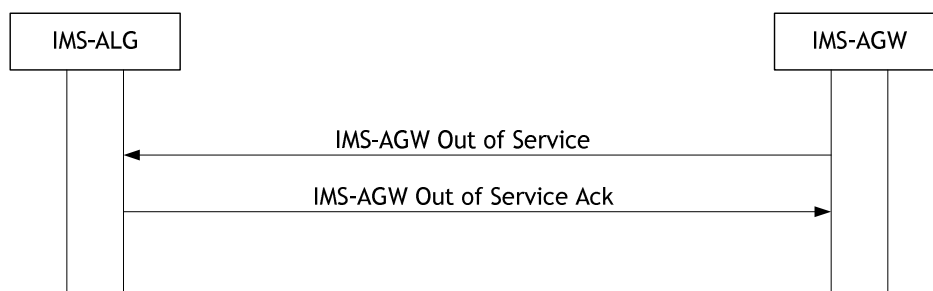 IMS-ALG
IMS-AGW
IMS-AGW Out of Service
IMS-AGW Out of Service Ack